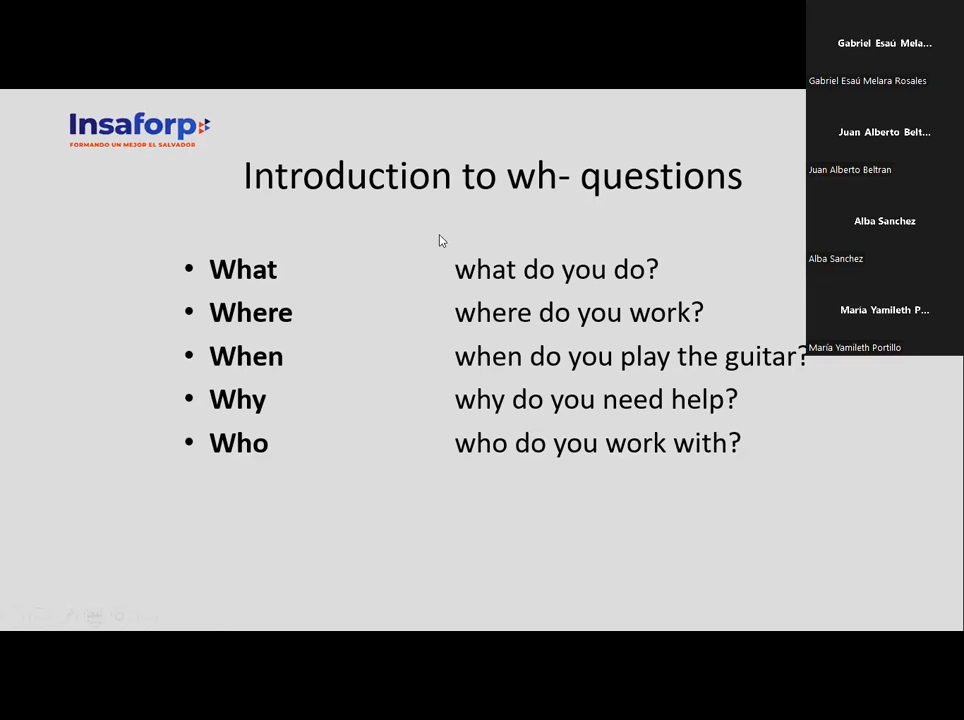 Insaforp
FORMANDO UN MEJOR EL SALVADOR
Introduction to wh- questions
• What what do you do?
• Where where do you work?
• When when do you play the guitar?
• Why why do you need help?
• Who who do you work with?
Gabriel Esaú Mela...
Gabriel Esaú Melara Rosales
Juan Alberto Belt...
Juan Alberto Beltran
Alba Sanchez
Alba Sanchez
María Yamileth P...
María Yamileth Portillo